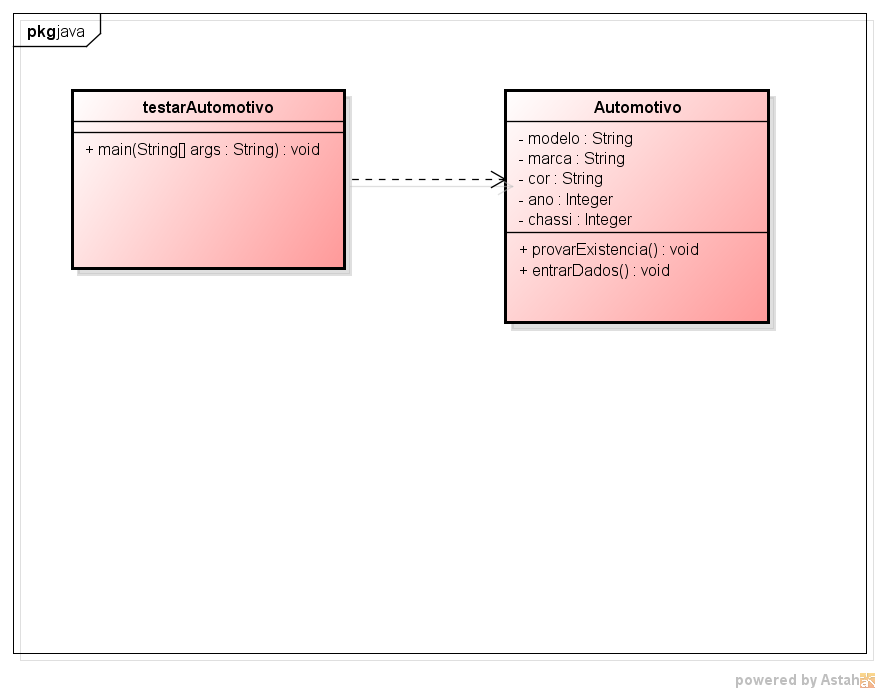 pkgjava
testarAutomotivo
+ main(String[] args : String) : void
Automotivo
- modelo : String
- marca : String
- cor : String
- ano : Integer
- chassi : Integer
+ provarExistencia() : void
+ entrarDados() : void
powered by Astah